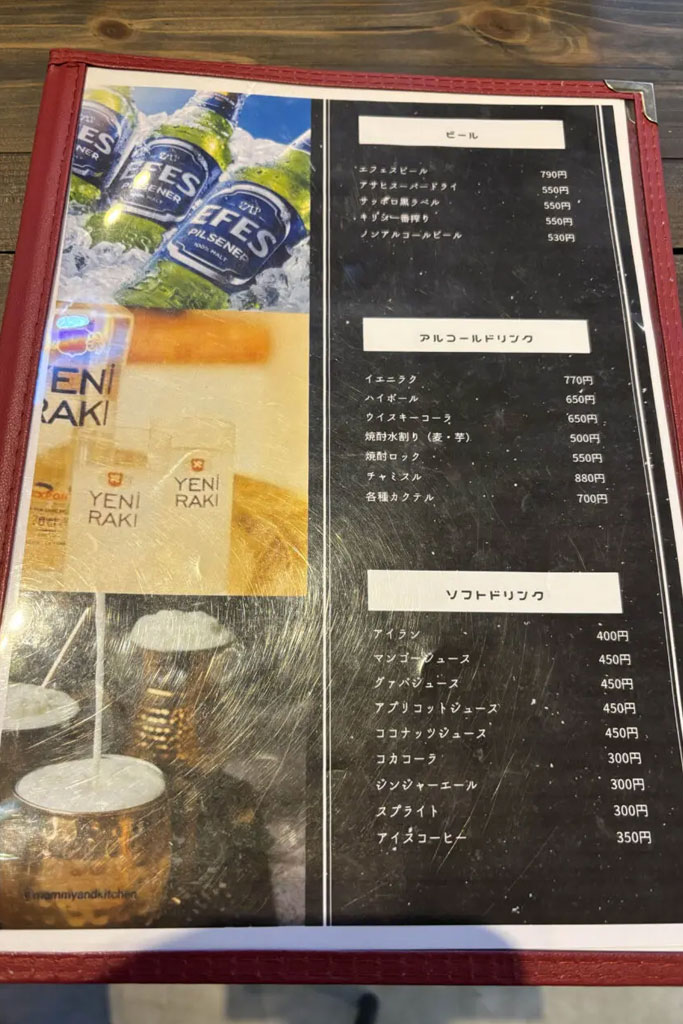 EFES
PILSENER
EFES
PILSENER
100% MALT
EFES
PILSENER
100% MALT
YENİ
RAKI
YENİ
RAKI
YENİ
RAKI
@mommyandkitchen
ビール
エフェスビール 790円
アサヒスーパードライ 550円
サッポロ黒ラベル 550円
キリン一番搾り 550円
ノンアルコールビール 530円
アルコールドリンク
イエニラク 770円
ハイボール 650円
ウイスキーコーラ 650円
焼酎水割り（麦・芋） 500円
焼酎ロック 550円
チャミスル 880円
各種カクテル 700円
ソフトドリンク
アイラン 400円
マンゴージュース 450円
グァバジュース 450円
アプリコットジュース 450円
ココナッツジュース 450円
コカコーラ 300円
ジンジャーエール 300円
スプライト 300円
アイスコーヒー 350円